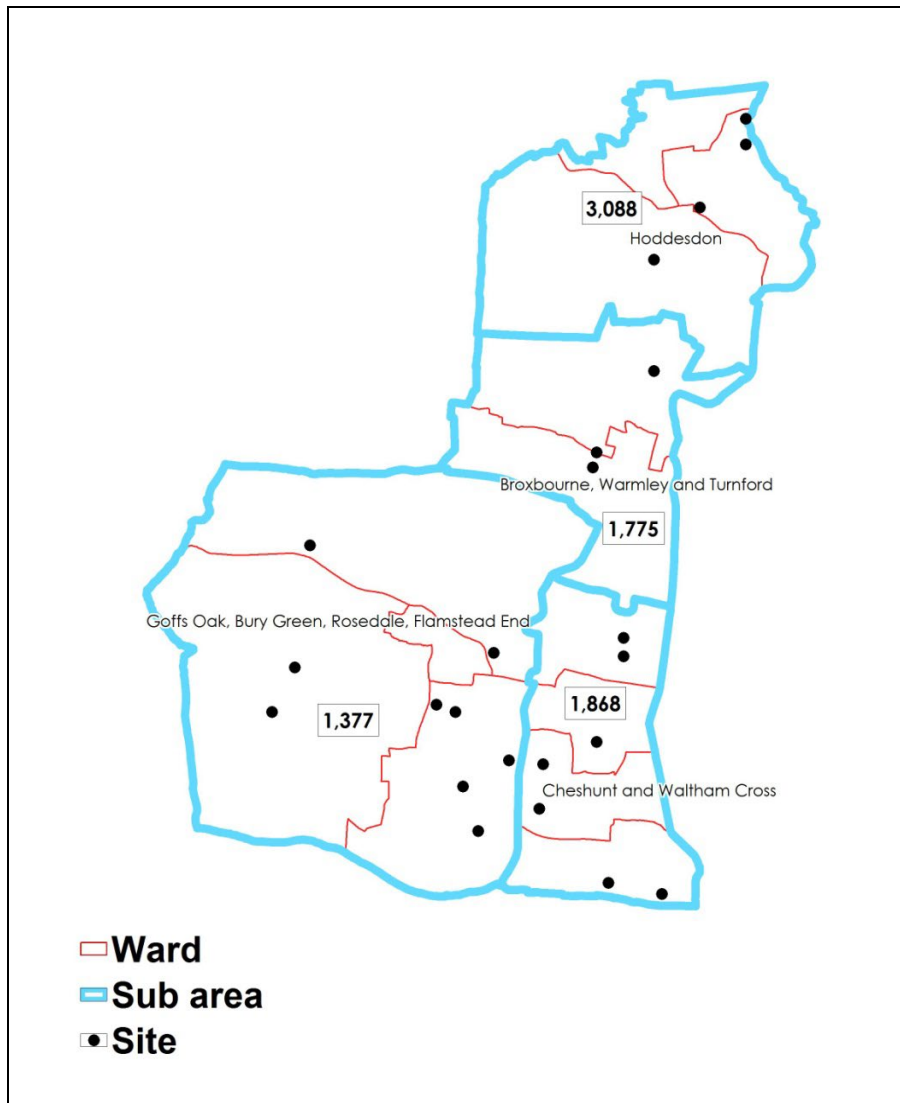 3,088
Hoddesdon
Broxbourne, Warmley and Turnford
1,775
Goffs Oak, Bury Green, Rosedale, Flamstead End
1,377
1,868
Cheshunt and Waltham Cross
Ward
Sub area
Site